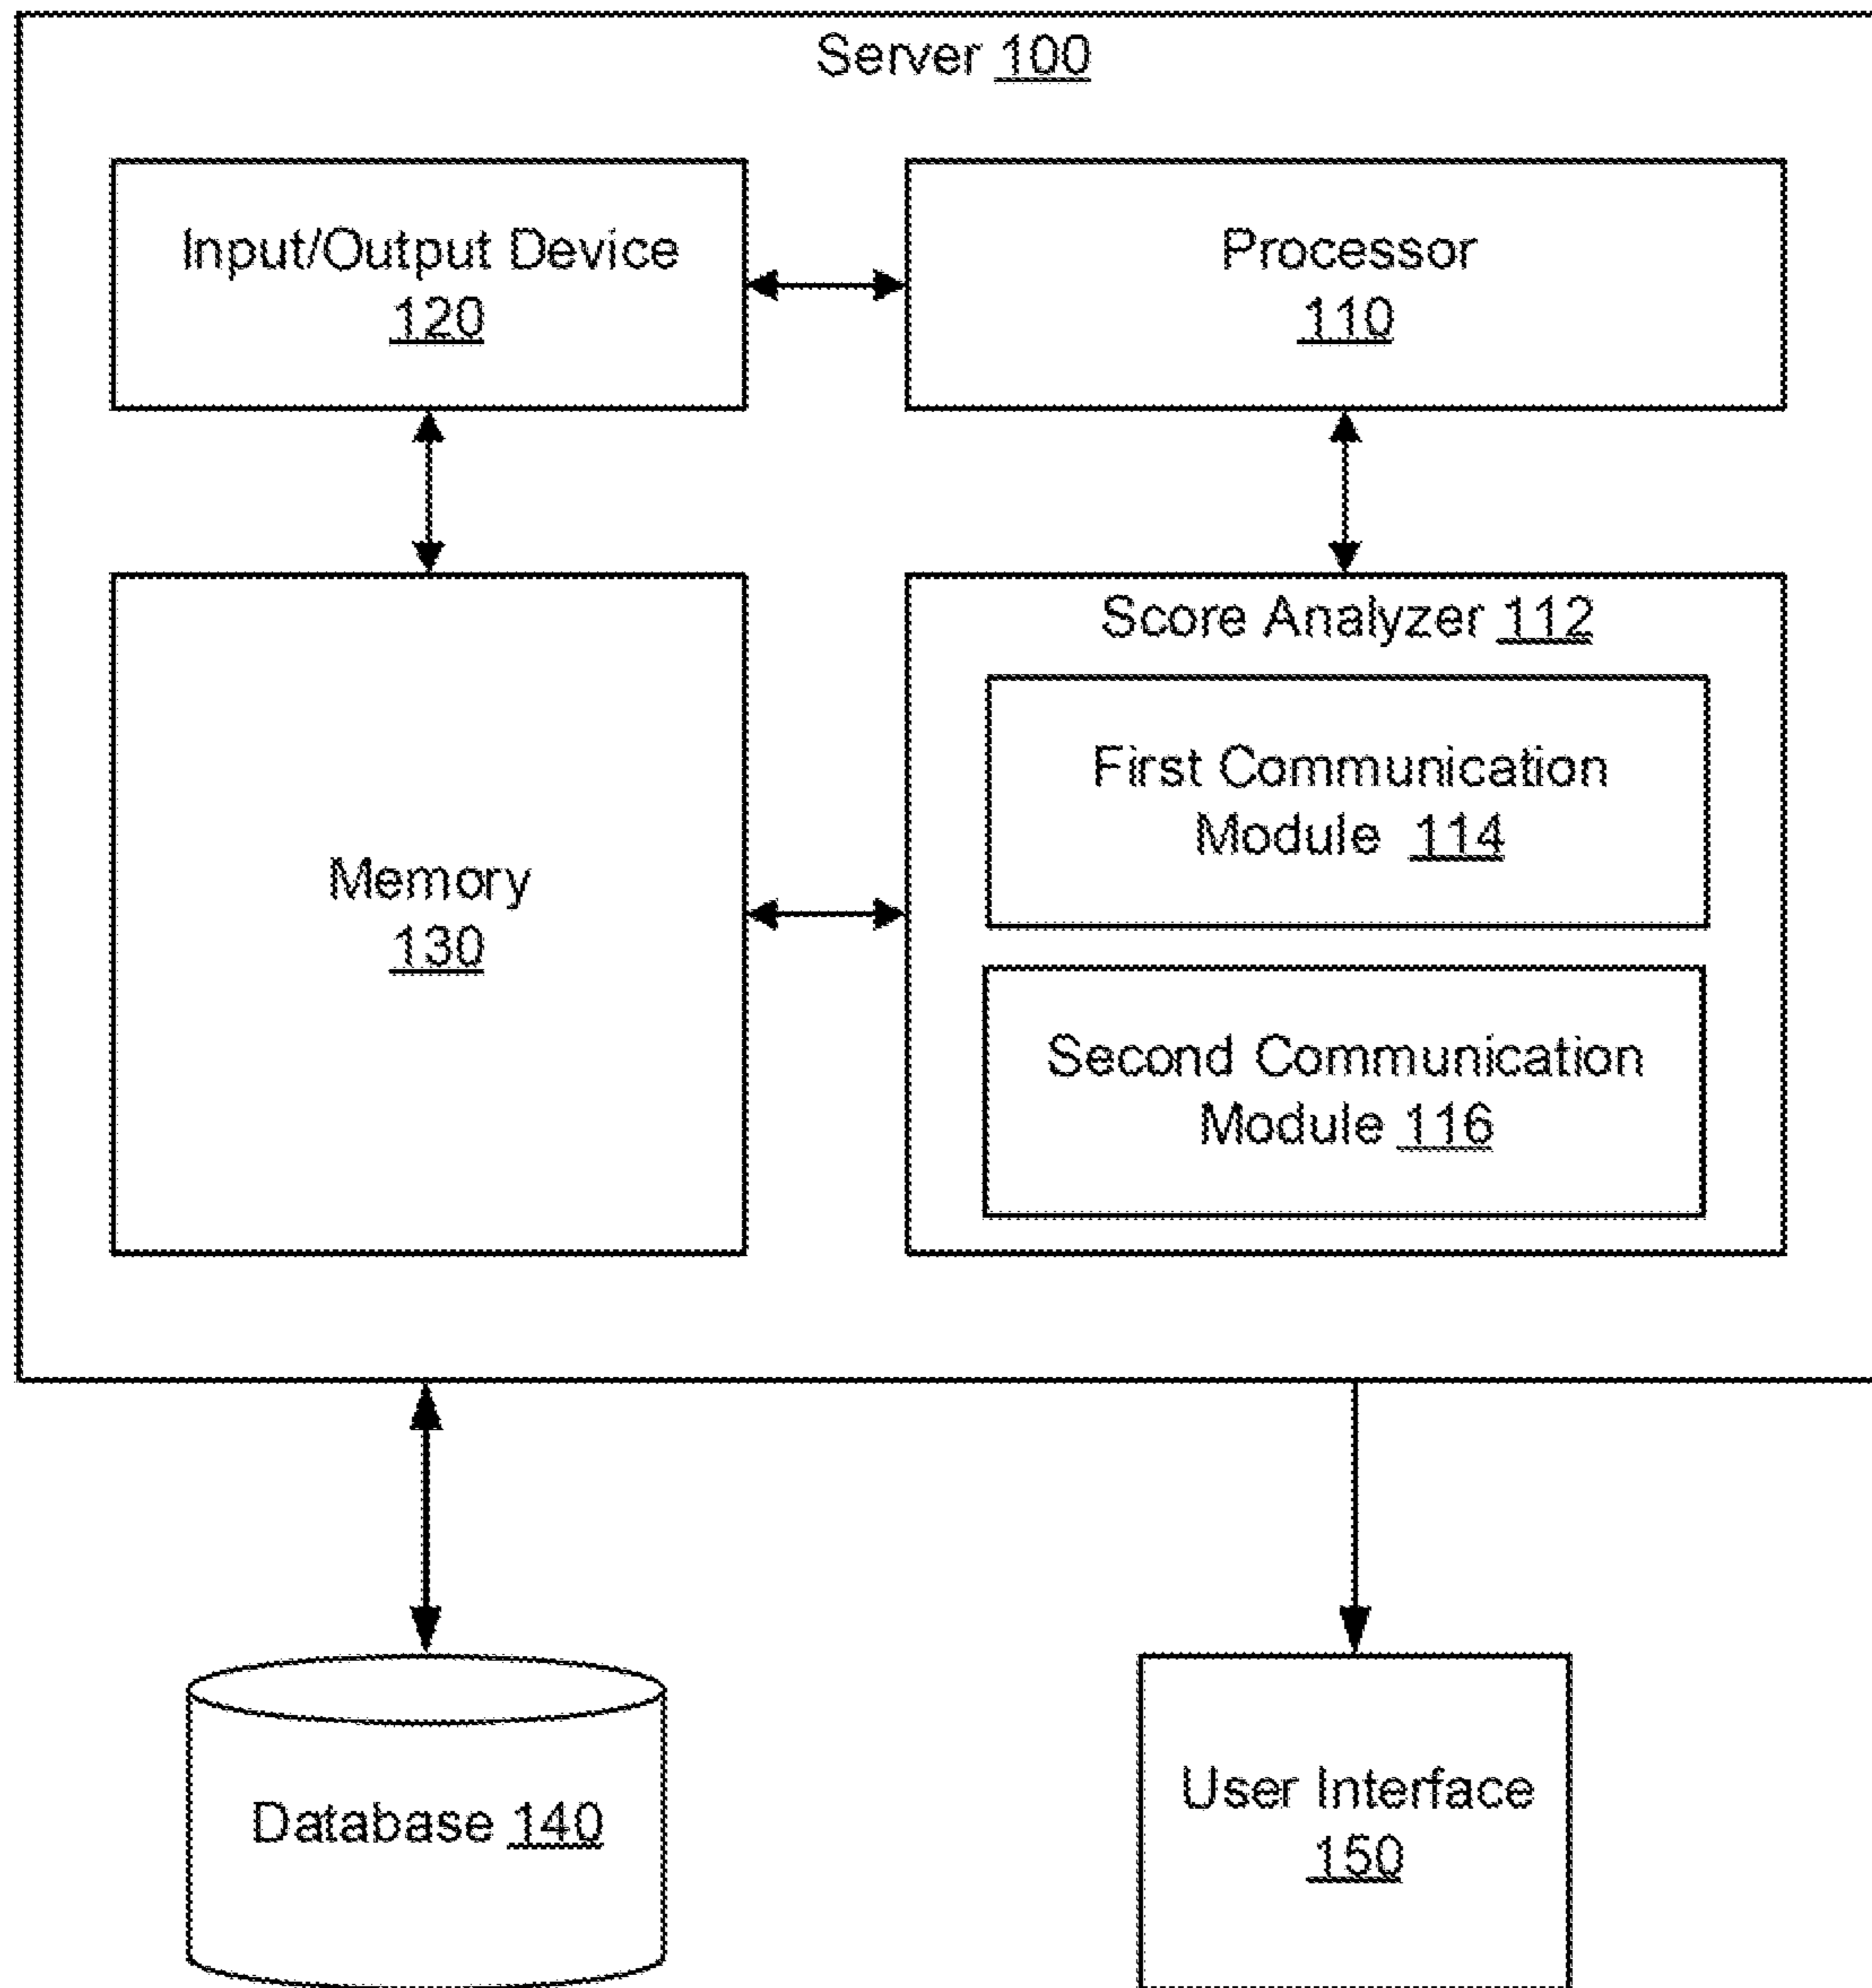 Server 100
Input/Output Device
120
Processor
110
Memory
130
Score Analyzer 112
First Communication
Module 114
Second Communication
Module 116
Database 140
User Interface
150